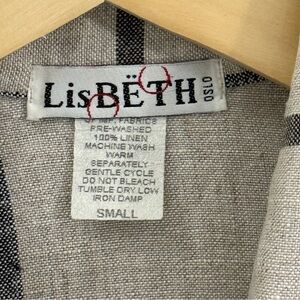 LisBËTH
OSLO
OF IMP. FABRICS
PRE-WASHED
100% LINEN
MACHINE WASH
WARM
SEPARATELY
GENTLE CYCLE
DO NOT BLEACH
TUMBLE DRY LOW
IRON DAMP
SMALL